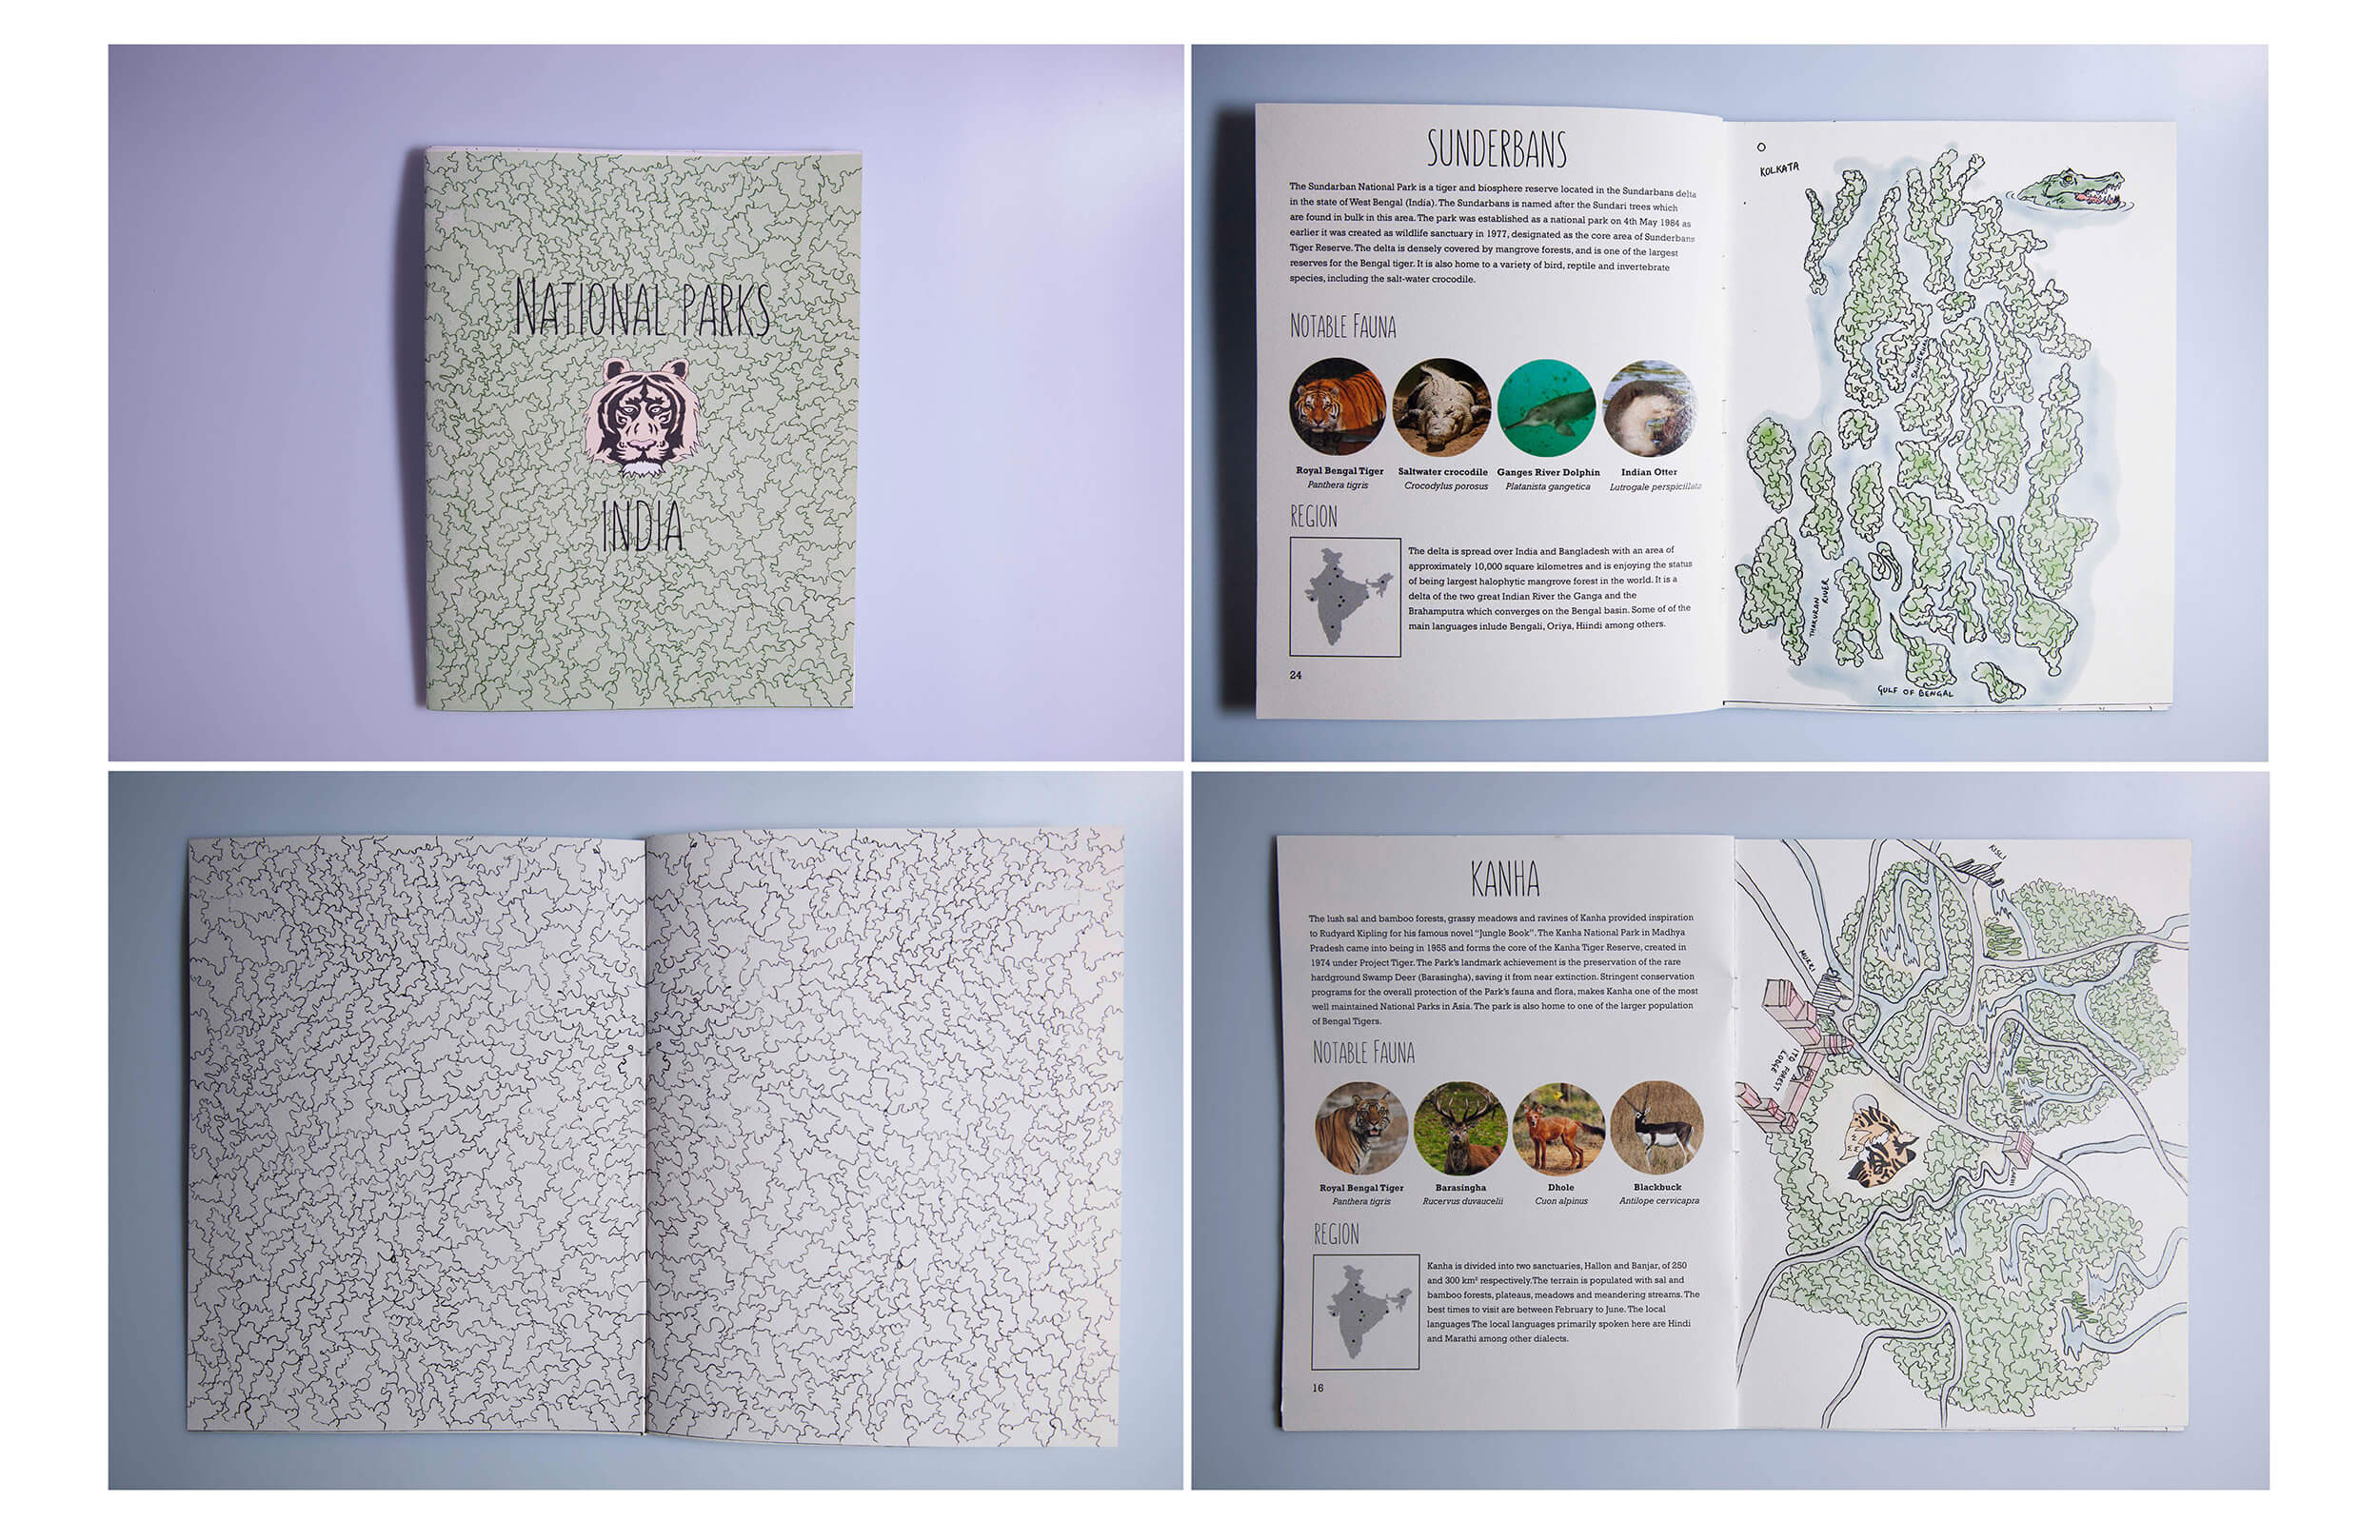 NATIONAL PARKS
INDIA
SUNDERBANS
The Sundarban National Park is a tiger and biosphere reserve located in the Sundarbans delta
in the state of West Bengal (India). The Sundarbans is named after the Sundari trees which
are found in bulk in this area. The park was established as a national park on 4th May 1984 as
earlier it was created as wildlife sanctuary in 1977, designated as the core area of Sunderbans
Tiger Reserve. The delta is densely covered by mangrove forests, and is one of the largest
reserves for the Bengal tiger. It is also home to a variety of bird, reptile and invertebrate
species, including the salt-water crocodile.
NOTABLE FAUNA
Royal Bengal Tiger
Panthera tigris
Saltwater crocodile
Crocodylus porosus
Ganges River Dolphin
Platanista gangetica
Indian Otter
Lutrogale perspicillata
REGION
The delta is spread over India and Bangladesh with an area of
approximately 10,000 square kilometres and is enjoying the status
of being largest halophytic mangrove forest in the world. It is a
delta of the two great Indian River the Ganga and the
Brahamputra which converges on the Bengal basin. Some of of the
main languages inlude Bengali, Oriya, Hiindi among others.
24
KOLKATA
THAKURAN
RIVER
GULF OF BENGAL
KANHA
The lush sal and bamboo forests, grassy meadows and ravines of Kanha provided inspiration
to Rudyard Kipling for his famous novel "Jungle Book". The Kanha National Park in Madhya
Pradesh came into being in 1955 and forms the core of the Kanha Tiger Reserve, created in
1974 under Project Tiger. The Park's landmark achievement is the preservation of the rare
hardground Swamp Deer (Barasingha), saving it from near extinction. Stringent conservation
programs for the overall protection of the Park's fauna and flora, makes Kanha one of the most
well maintained National Parks in Asia. The park is also home to one of the larger population
of Bengal Tigers.
NOTABLE FAUNA
Royal Bengal Tiger
Panthera tigris
Barasingha
Rucervus duvaucelii
Dhole
Cuon alpinus
Blackbuck
Antilope cervicapra
REGION
Kanha is divided into two sanctuaries, Hallon and Banjar, of 250
and 300 km² respectively.The terrain is populated with sal and
bamboo forests, plateaus, meadows and meandering streams. The
best times to visit are between February to June. The local
languages The local languages primarily spoken here are Hindi
and Marathi among other dialects.
16
KISLI
FOREST
LODGE